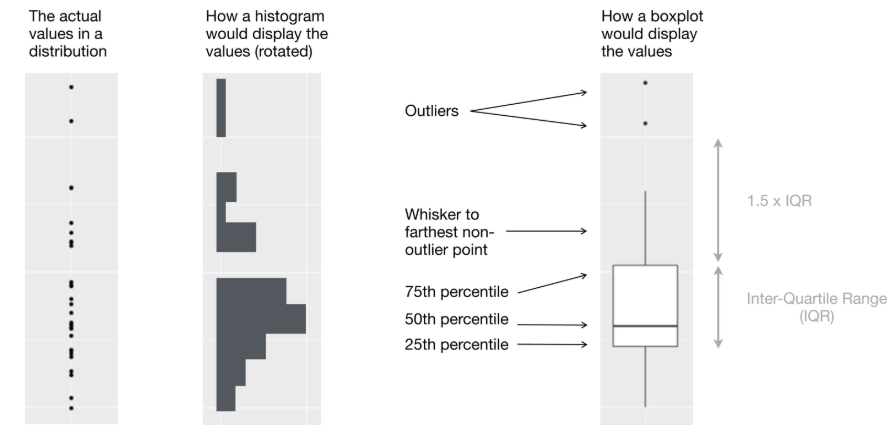 The actual
values in a
distribution
How a histogram
would display the
values (rotated)
How a boxplot
would display
the values
Outliers
1.5 x IQR
Whisker to
farthest non-
outlier point
75th percentile
50th percentile
25th percentile
Inter-Quartile Range
(IQR)